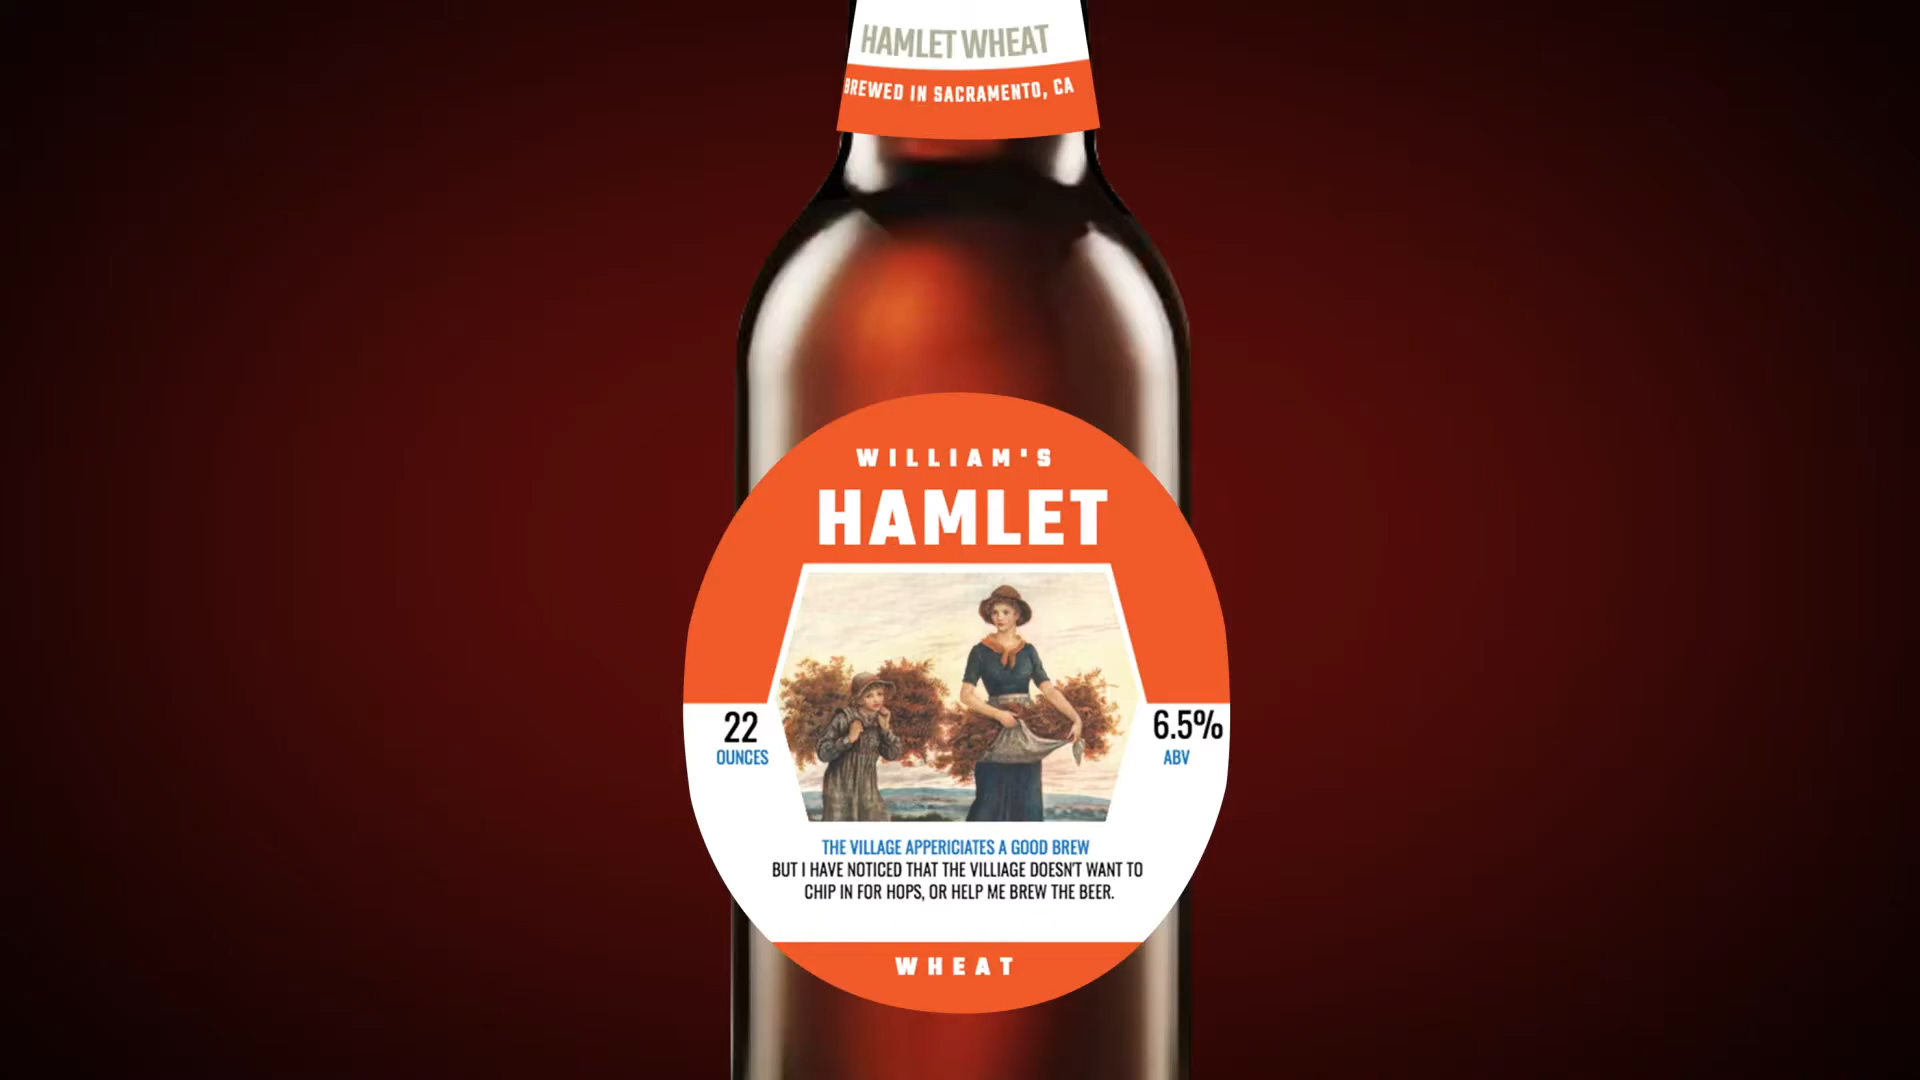 HAMLET WHEAT
BREWED IN SACRAMENTO, CA
WILLIAM'S
HAMLET
22
OUNCES
6.5%
ABV
THE VILLAGE APPERICIATES A GOOD BREW
BUT I HAVE NOTICED THAT THE VILLIAGE DOESN'T WANT TO
CHIP IN FOR HOPS, OR HELP ME BREW THE BEER.
WHEAT